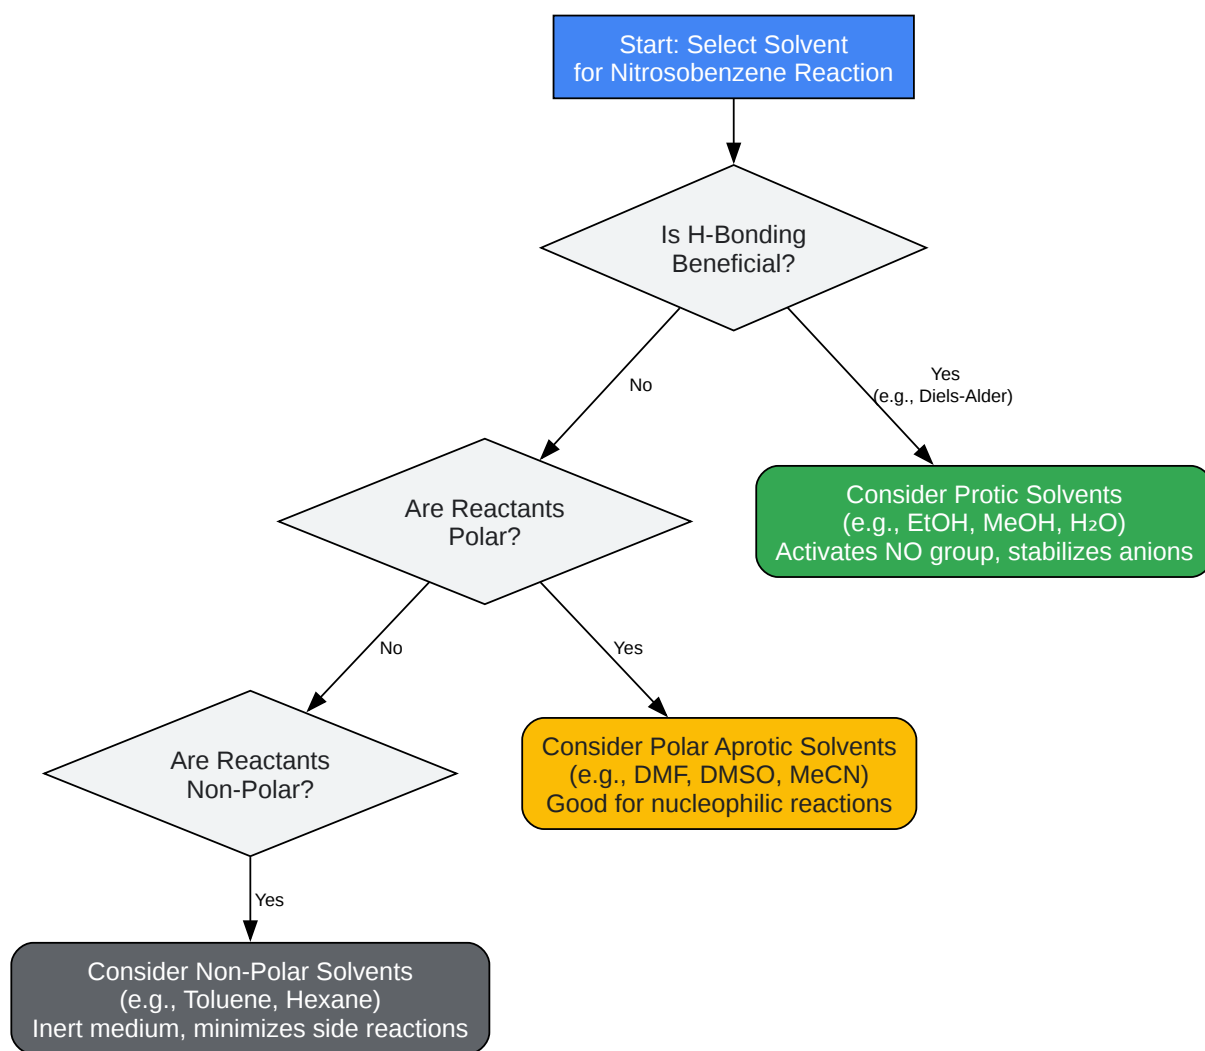 Start: Select Solvent
for Nitrosobenzene Reaction
Is H-Bonding
Beneficial?
No
Yes
(e.g., Diels-Alder)
Are Reactants
Polar?
Consider Protic Solvents
(e.g., EtOH, MeOH, H₂O)
Activates NO group, stabilizes anions
No
Yes
Are Reactants
Non-Polar?
Consider Polar Aprotic Solvents
(e.g., DMF, DMSO, MeCN)
Good for nucleophilic reactions
Yes
Consider Non-Polar Solvents
(e.g., Toluene, Hexane)
Inert medium, minimizes side reactions